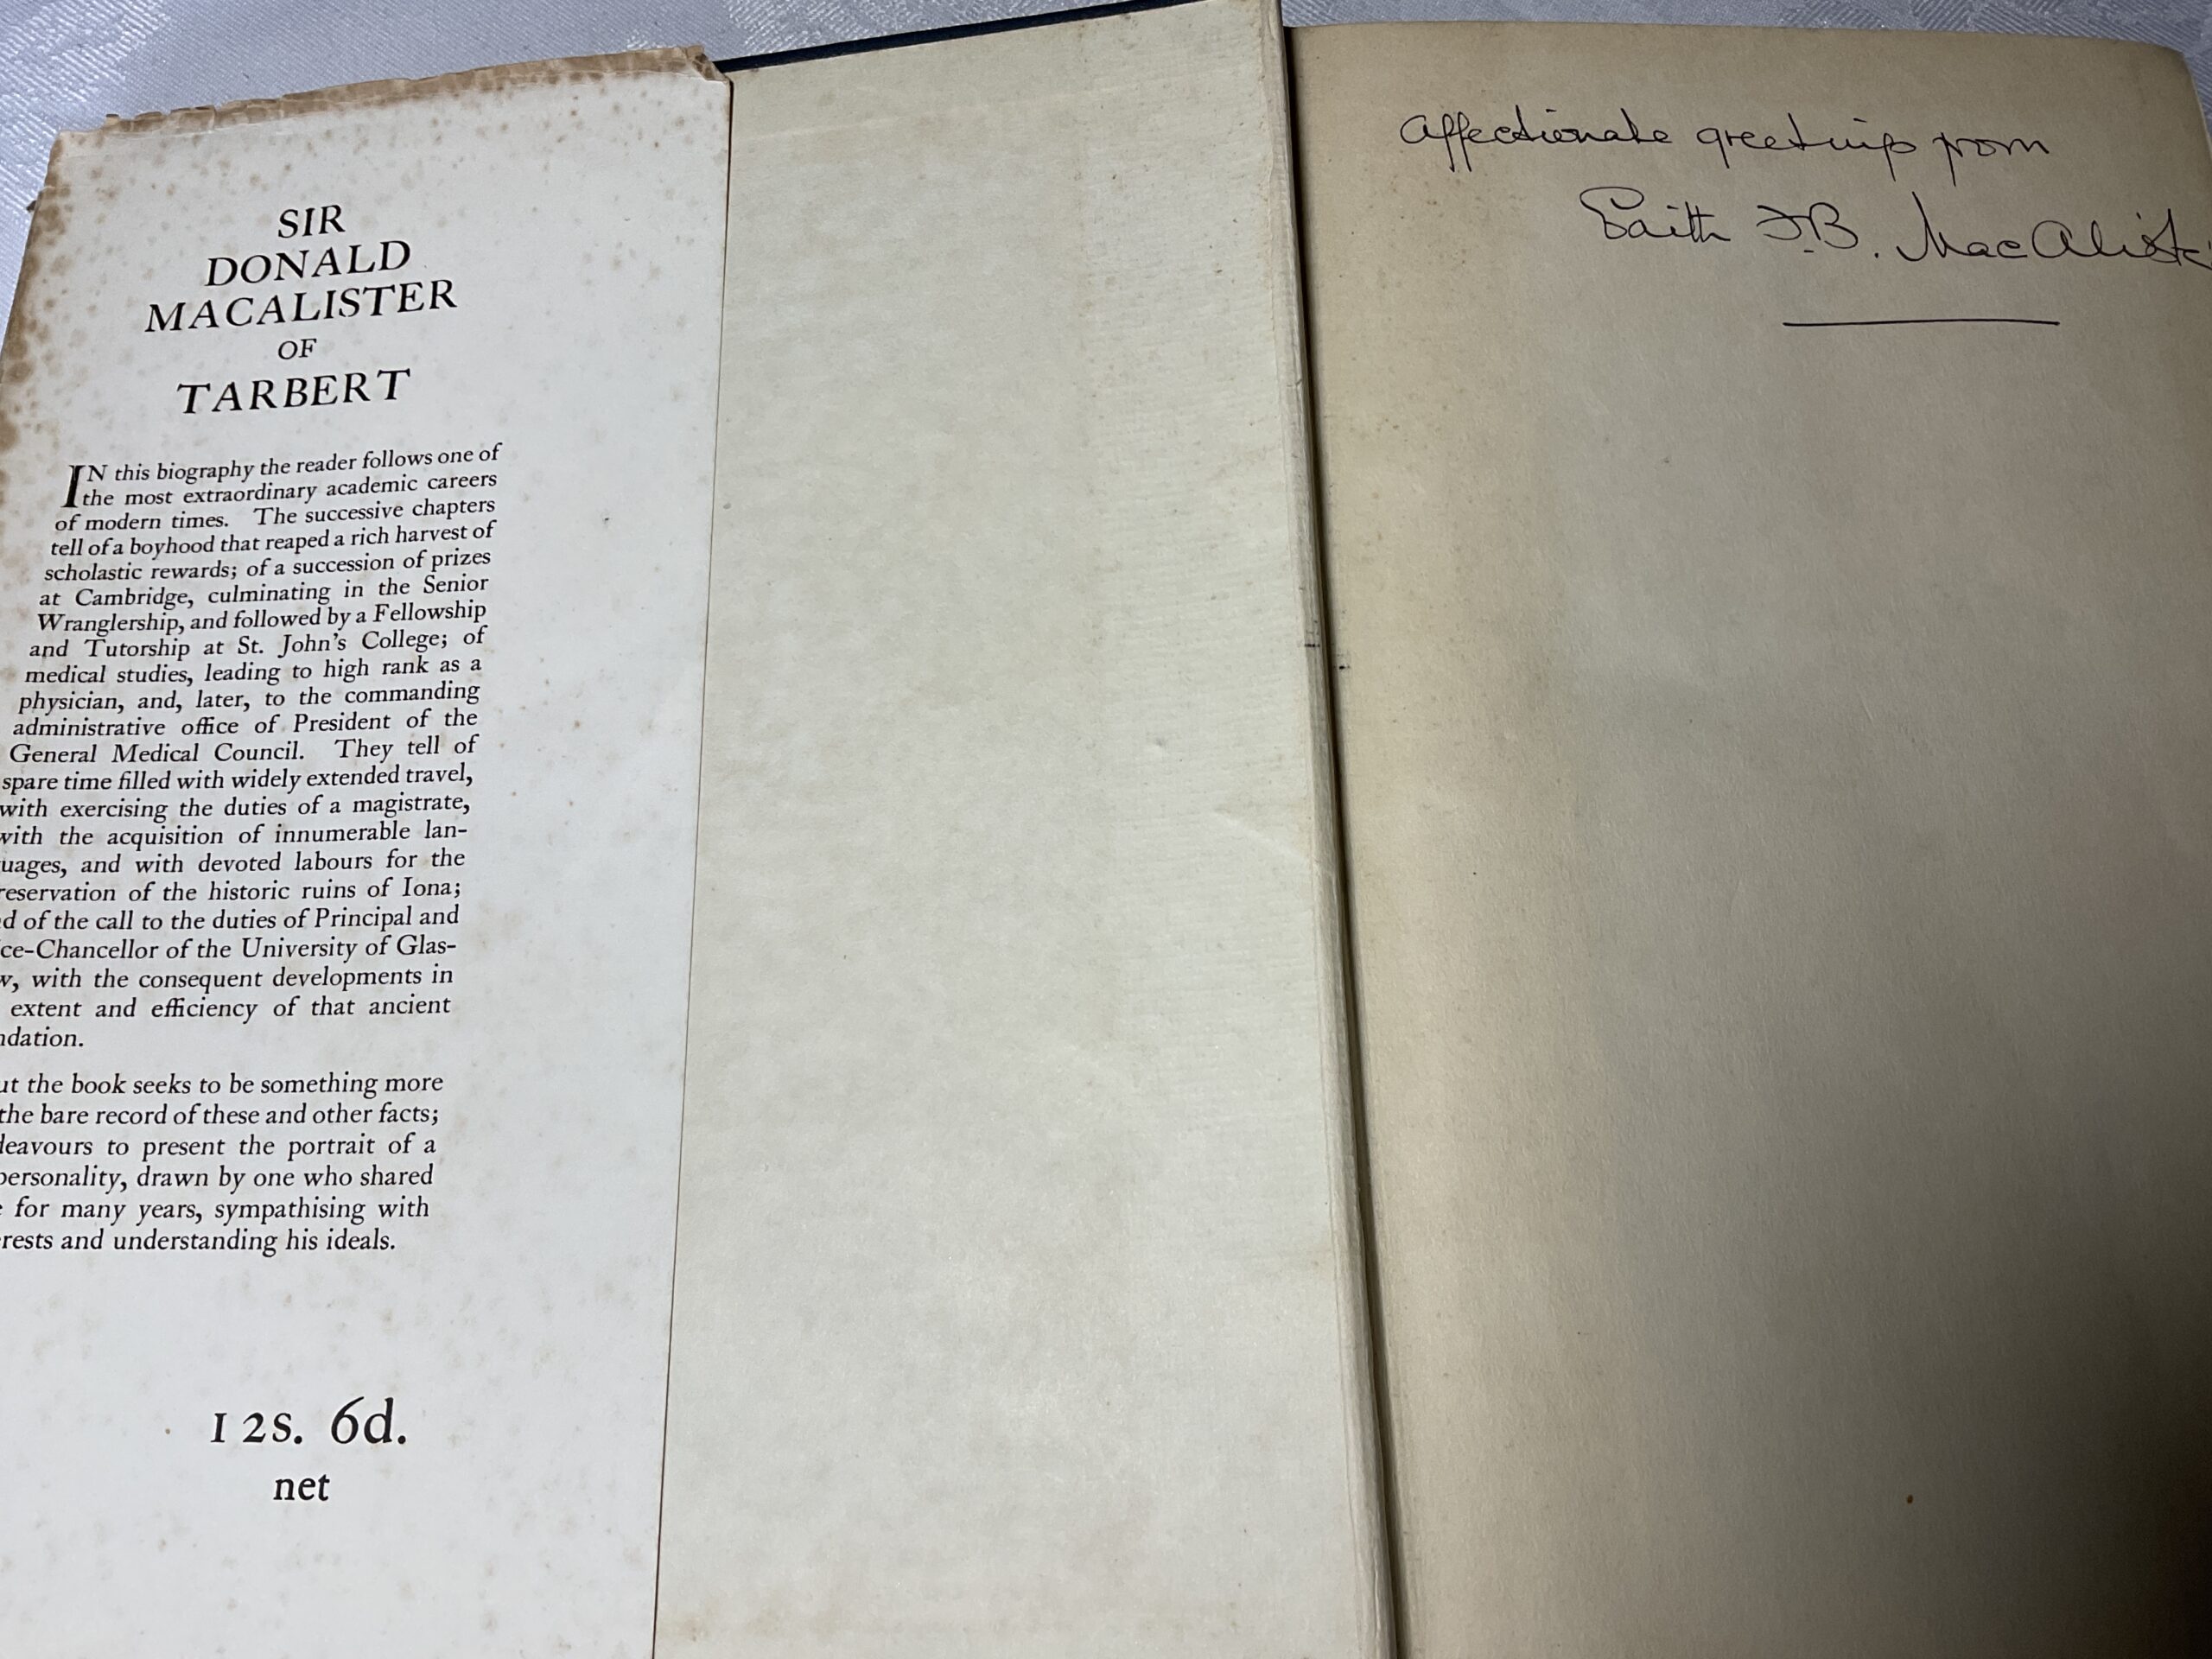 SIR
DONALD
MACALISTER
OF
TARBERT
IN this biography the reader follows one of
the most extraordinary academic careers
of modern times. The successive chapters
tell of a boyhood that reaped a rich harvest of
scholastic rewards; of a succession of prizes
at Cambridge, culminating in the Senior
Wranglership, and followed by a Fellowship
and Tutorship at St. John's College; of
medical studies, leading to high rank as a
physician, and, later, to the commanding
administrative office of President of the
General Medical Council. They tell of
spare time filled with widely extended travel,
with exercising the duties of a magistrate,
with the acquisition of innumerable lan-
uages, and with devoted labours for the
reservation of the historic ruins of Iona;
d of the call to the duties of Principal and
ce-Chancellor of the University of Glas-
w, with the consequent developments in
extent and efficiency of that ancient
ndation.
ut the book seeks to be something more
the bare record of these and other facts;
deavours to present the portrait of a
personality, drawn by one who shared
e for many years, sympathising with
rests and understanding his ideals.
12s. 6d.
net
Affectionate greetings from
Edith F.B. MacAliste